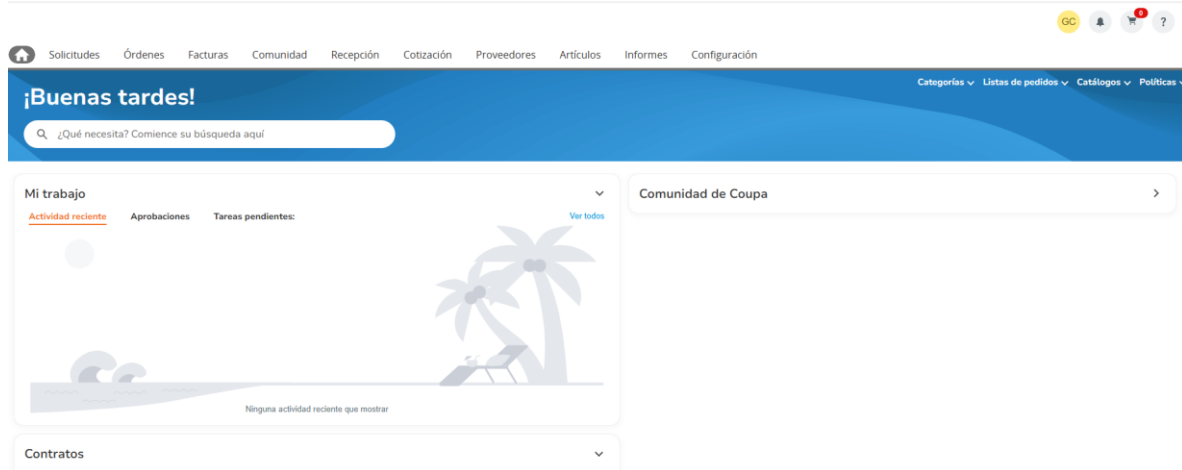 GC
0
?
Solicitudes Órdenes Facturas Comunidad Recepción Cotización Proveedores Artículos Informes Configuración
Categorías Listas de pedidos Catálogos Políticas
¡Buenas tardes!
¿Qué necesita? Comience su búsqueda aquí
Mi trabajo
Actividad reciente Aprobaciones Tareas pendientes: Ver todos
Ninguna actividad reciente que mostrar
Contratos
Comunidad de Coupa